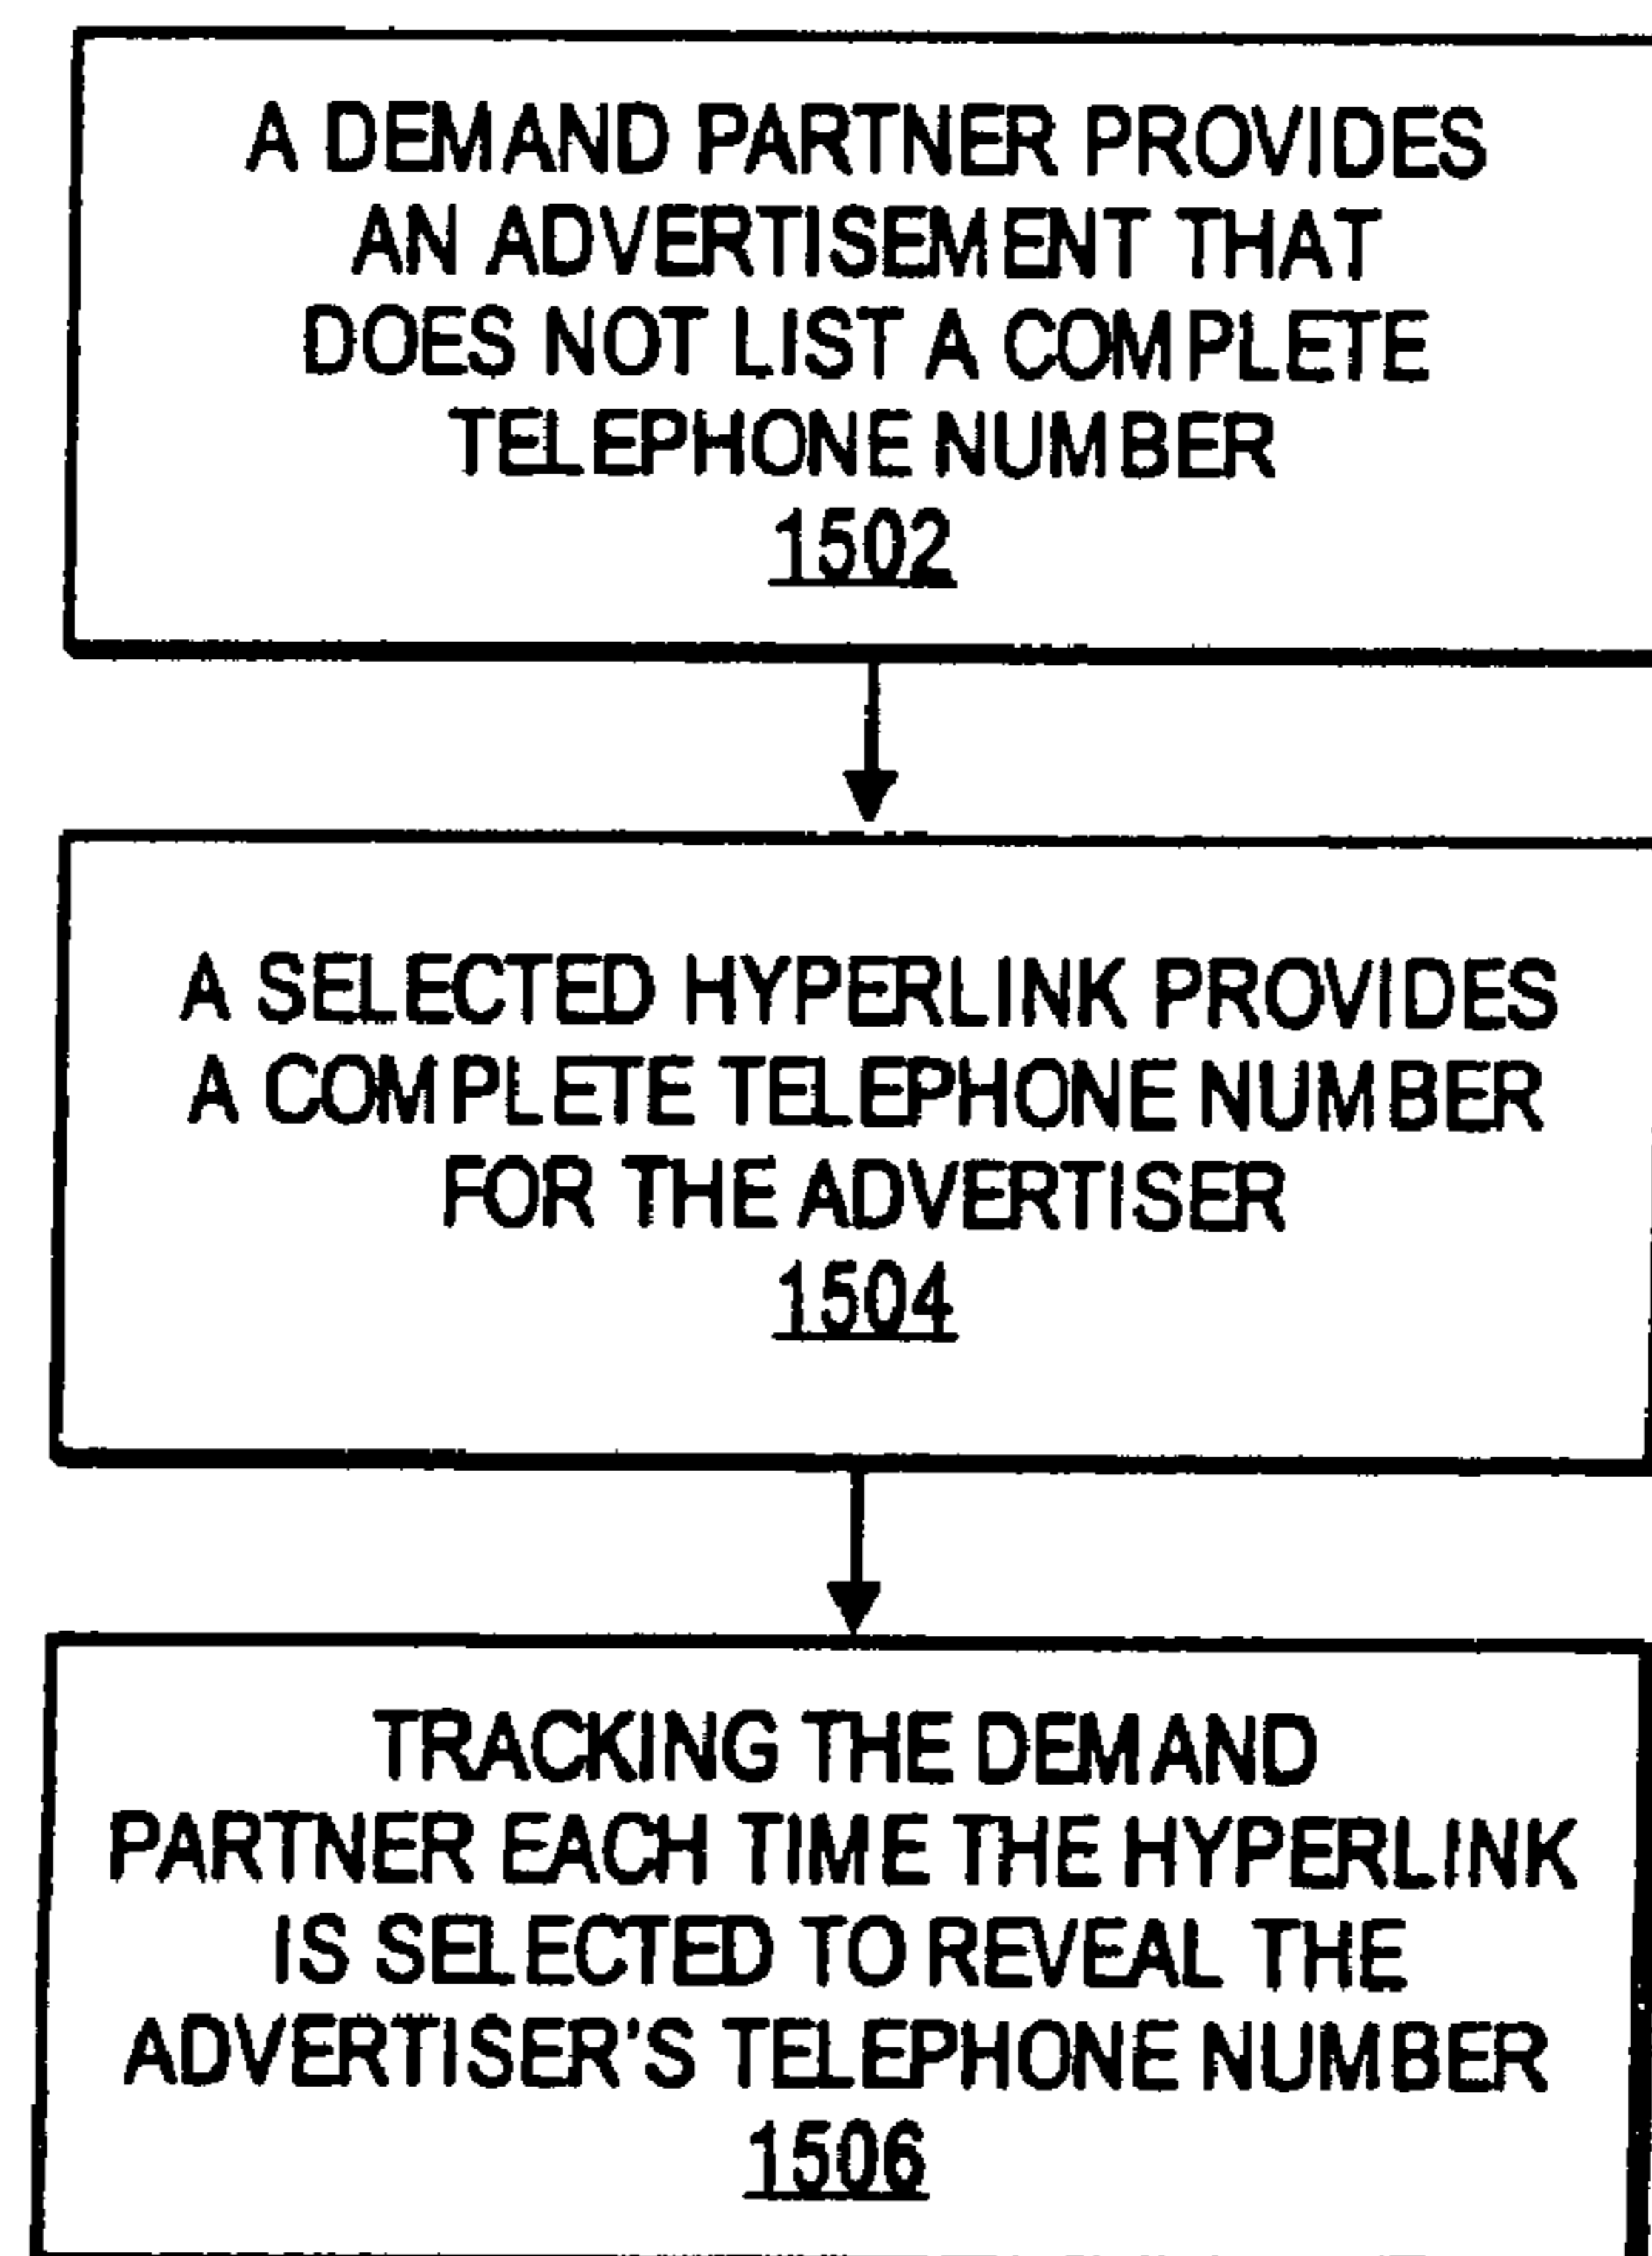 A DEMAND PARTNER PROVIDES
AN ADVERTISEMENT THAT
DOES NOT LIST A COMPLETE
TELEPHONE NUMBER
1502
A SELECTED HYPERLINK PROVIDES
A COMPLETE TELEPHONE NUMBER
FOR THE ADVERTISER
1504
TRACKING THE DEMAND
PARTNER EACH TIME THE HYPERLINK
IS SELECTED TO REVEAL THE
ADVERTISER'S TELEPHONE NUMBER
1506